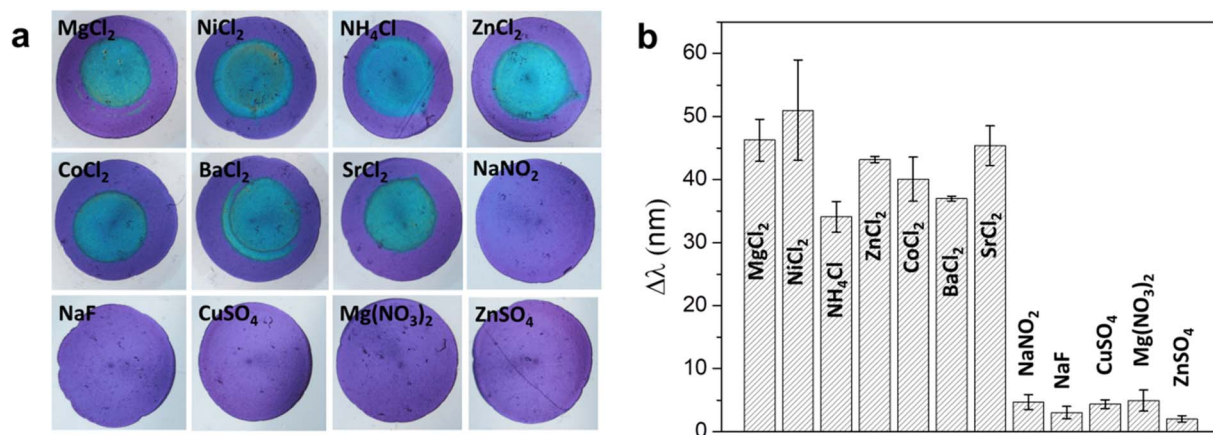 a
MgCl₂ NiCl₂ NH₄Cl ZnCl₂
CoCl₂ BaCl₂ SrCl₂ NaNO₂
NaF CuSO₄ Mg(NO₃)₂ ZnSO₄
b
Δλ (nm)
60
50
40
30
20
10
0
MgCl₂
NiCl₂
NH₄Cl
ZnCl₂
CoCl₂
BaCl₂
SrCl₂
NaNO₂
NaF
CuSO₄
Mg(NO₃)₂
ZnSO₄